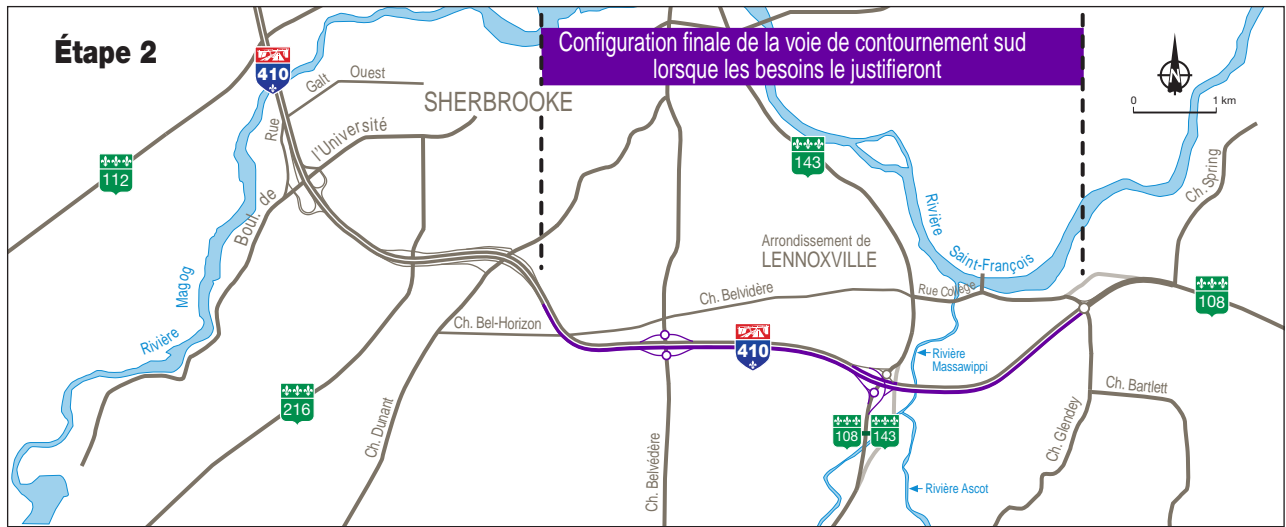 Étape 2
Configuration finale de la voie de contournement sud
lorsque les besoins le justifieront
410
Rue Galt Ouest
SHERBROOKE
0 1 km
Boul. de l'Université
112
143
Ch. Spring
Rivière Magog
Rivière Saint-François
Arrondissement de
LENNOXVILLE
Rue Collège
Ch. Belvidère
Ch. Bel-Horizon
108
410
Rivière
Massawippi
Ch. Bartlett
216
Ch. Dunant
Ch. Belvédère
108 143
Ch. Glendey
Rivière Ascot